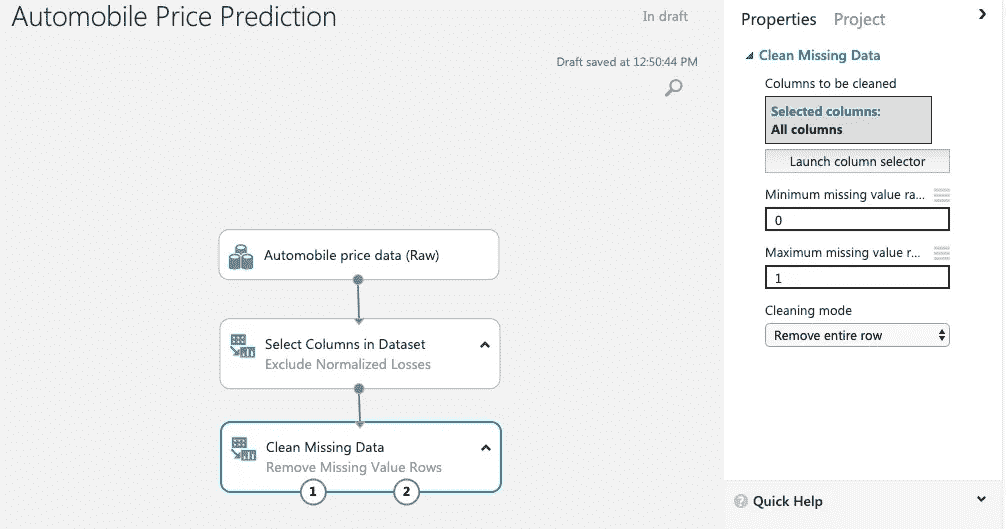 Automobile Price Prediction
In draft
Draft saved at 12:50:44 PM
Automobile price data (Raw)
Select Columns in Dataset
Exclude Normalized Losses
Clean Missing Data
Remove Missing Value Rows
1
2
Properties
Project
Clean Missing Data
Columns to be cleaned
Selected columns:
All columns
Launch column selector
Minimum missing value ra...
0
Maximum missing value r...
1
Cleaning mode
Remove entire row
Quick Help